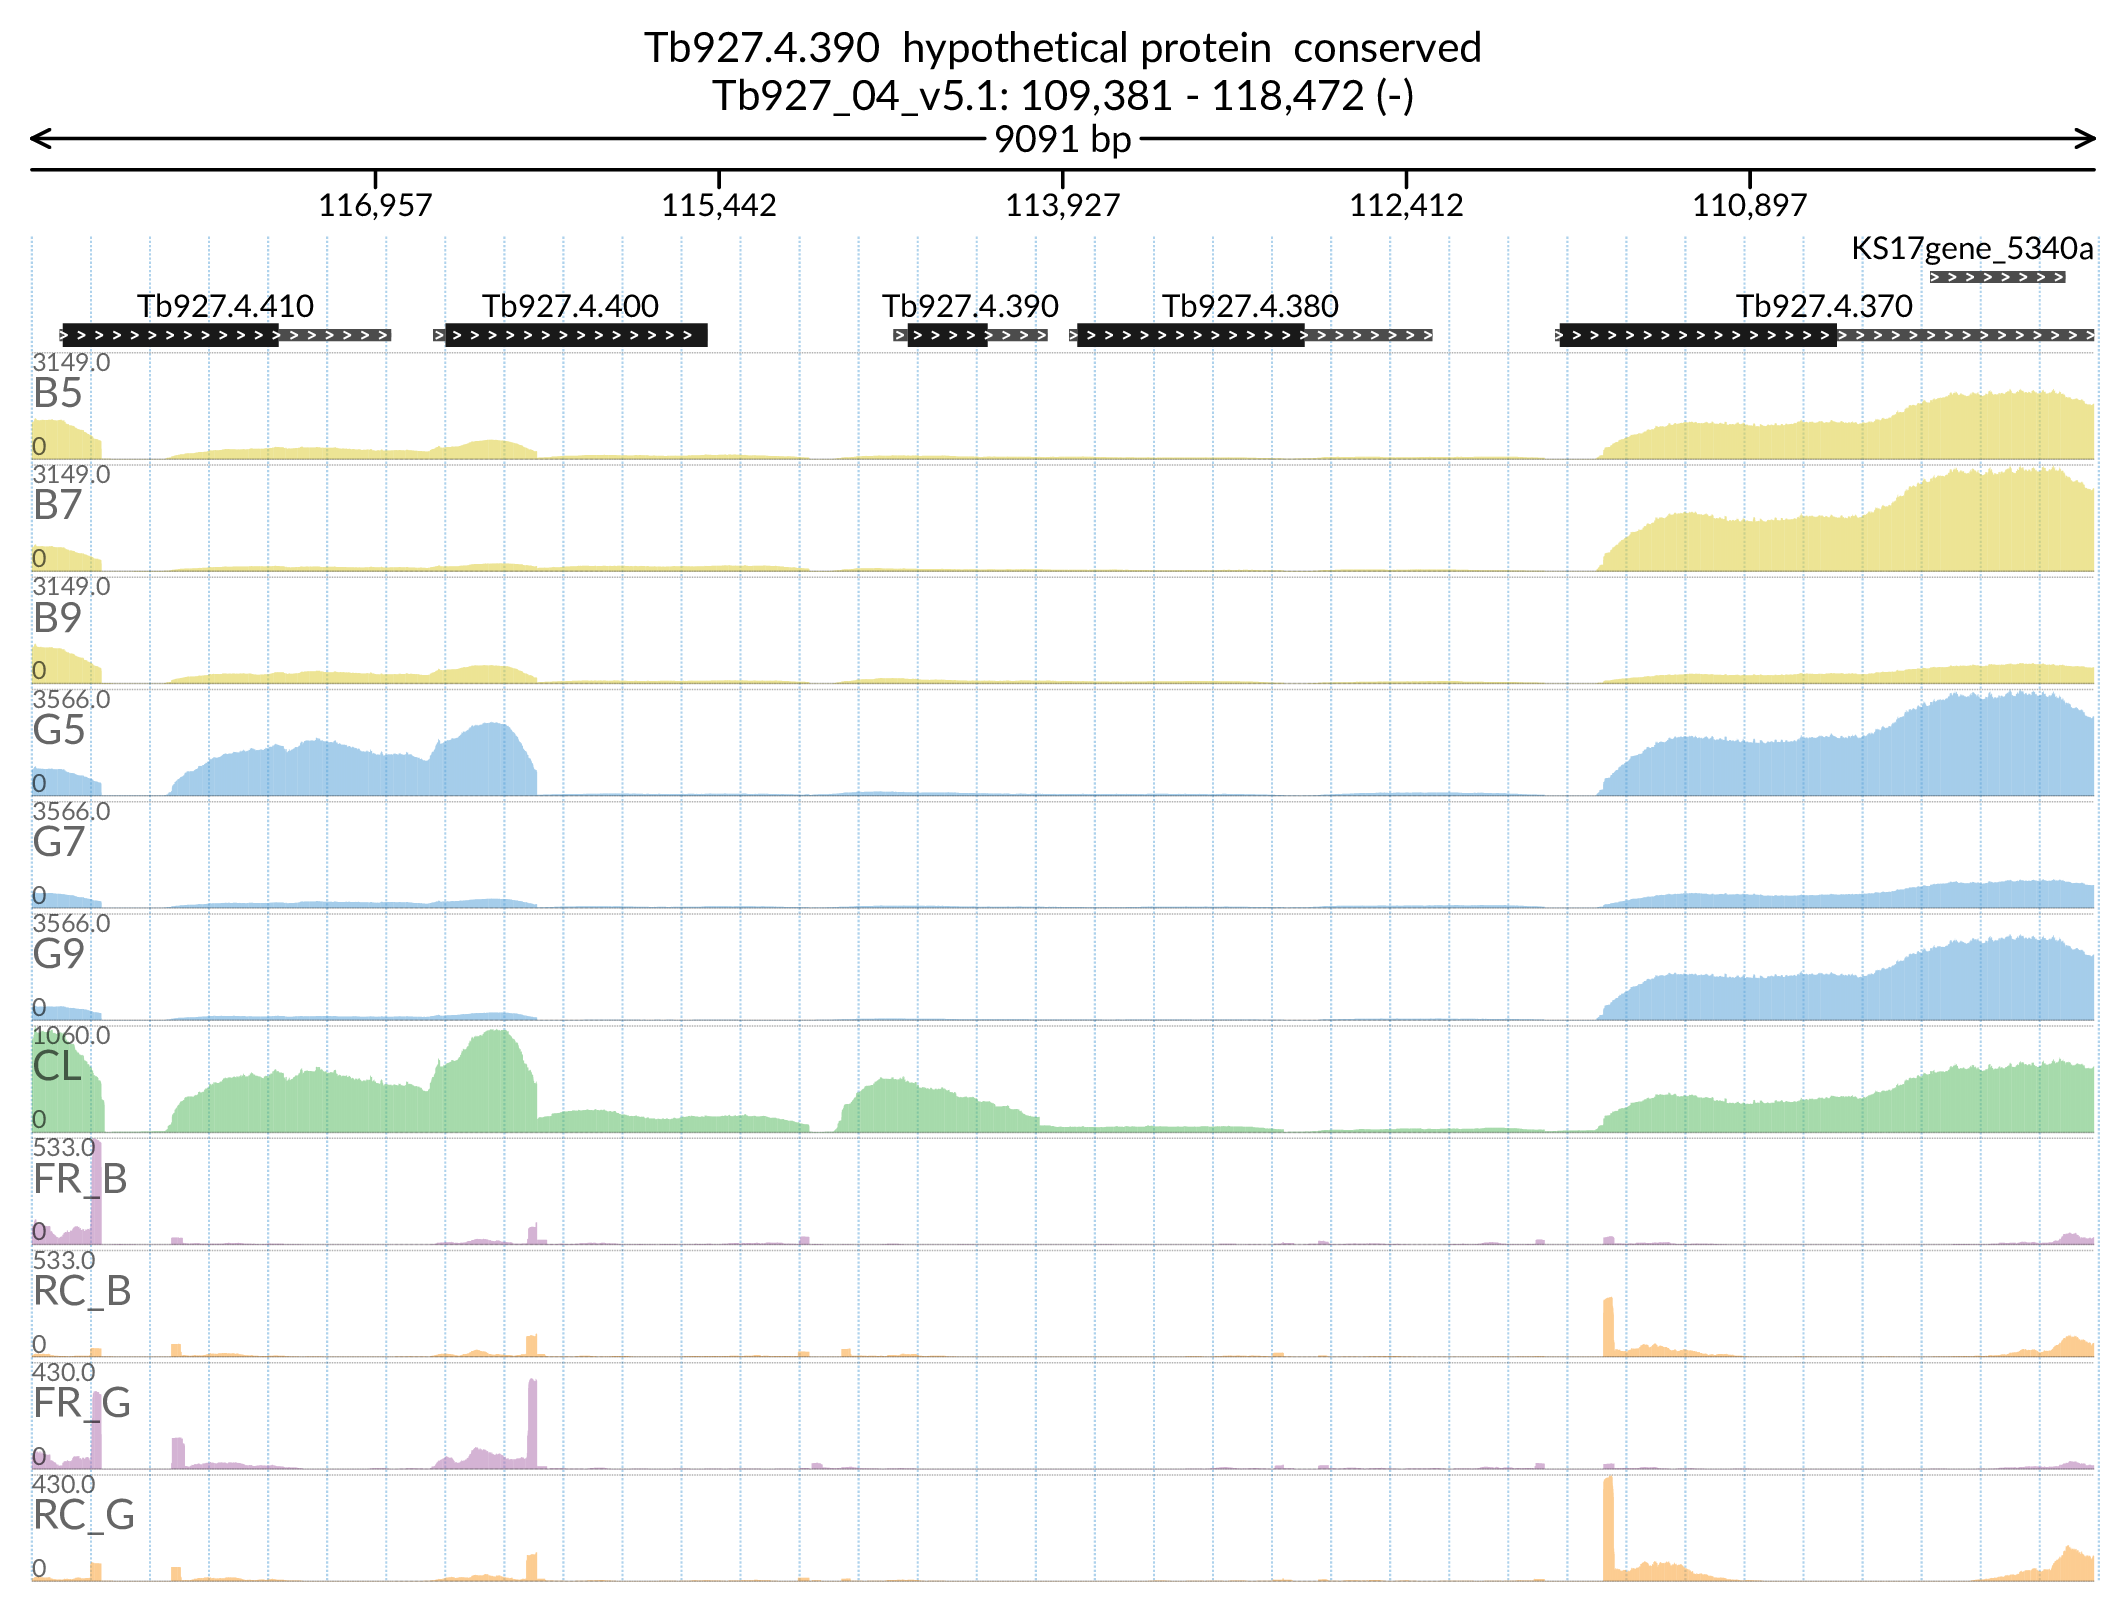 Tb927.4.390  hypothetical protein  conserved
Tb927_04_v5.1: 109,381 - 118,472 (-)
9091 bp
116,957 115,442 113,927 112,412 110,897
KS17gene_5340a
Tb927.4.410 Tb927.4.400 Tb927.4.390 Tb927.4.380 Tb927.4.370
3149.0
B5
0
3149.0
B7
0
3149.0
B9
0
3566.0
G5
0
3566.0
G7
0
3566.0
G9
0
1060.0
CL
0
533.0
FR_B
0
533.0
RC_B
0
430.0
FR_G
0
430.0
RC_G
0